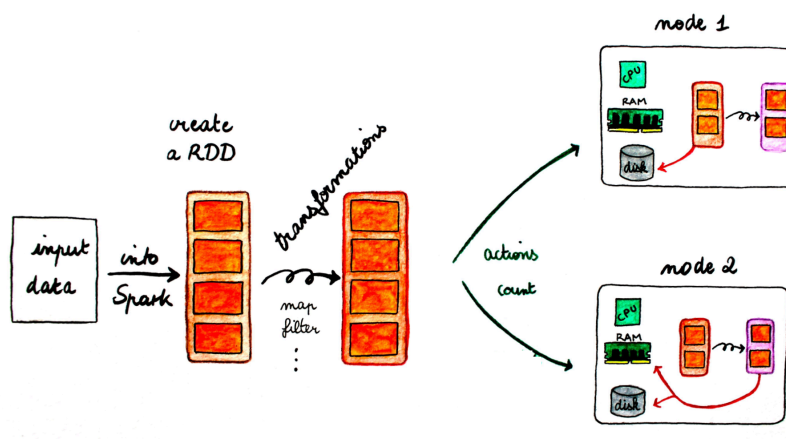 input
data
into
Spark
create
a RDD
transformations
map
filter
actions
count
node 1
CPU
RAM
disk
node 2
CPU
RAM
disk